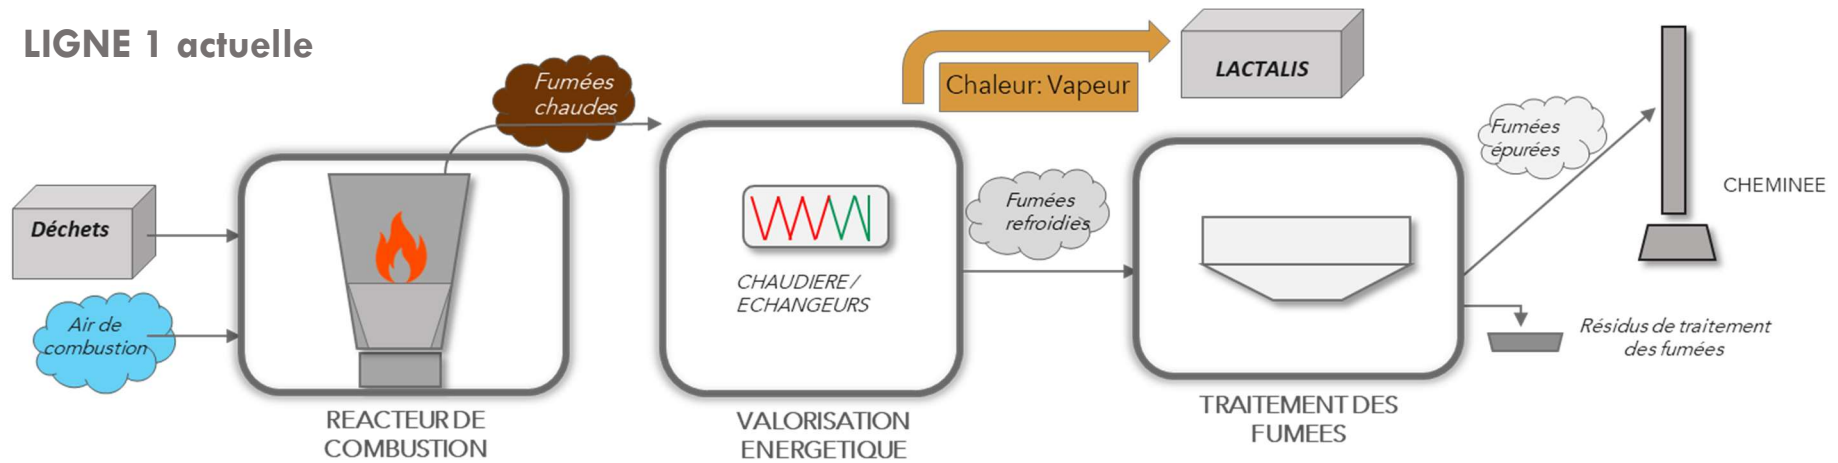 LIGNE 1 actuelle
Déchets
Air de
combustion
Fumées
chaudes
REACTEUR DE
COMBUSTION
Chaleur: Vapeur
LACTALIS
CHAUDIERE /
ECHANGEURS
VALORISATION
ENERGETIQUE
Fumées
refroidies
TRAITEMENT DES
FUMEES
Fumées
épurées
CHEMINEE
Résidus de traitement
des fumées